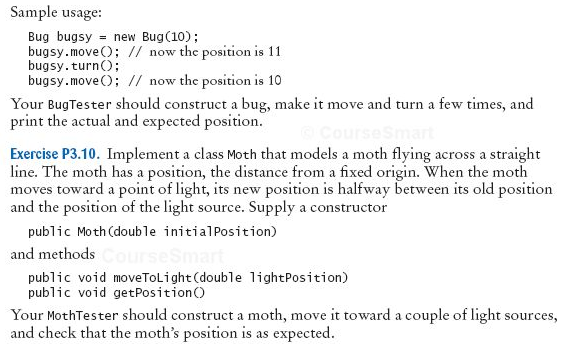 Sample usage:
Bug bugsy = new Bug(10);
bugsy.move(); // now the position is 11
bugsy.turn();
bugsy.move(); // now the position is 10
Your BugTester should construct a bug, make it move and turn a few times, and
print the actual and expected position.
© CourseSmart
Exercise P3.10. Implement a class Moth that models a moth flying across a straight
line. The moth has a position, the distance from a fixed origin. When the moth
moves toward a point of light, its new position is halfway between its old position
and the position of the light source. Supply a constructor
public Moth(double initialPosition)
and methods
CourseSmart
public void moveToLight(double lightPosition)
public void getPosition()
Your MothTester should construct a moth, move it toward a couple of light sources,
and check that the moth's position is as expected.